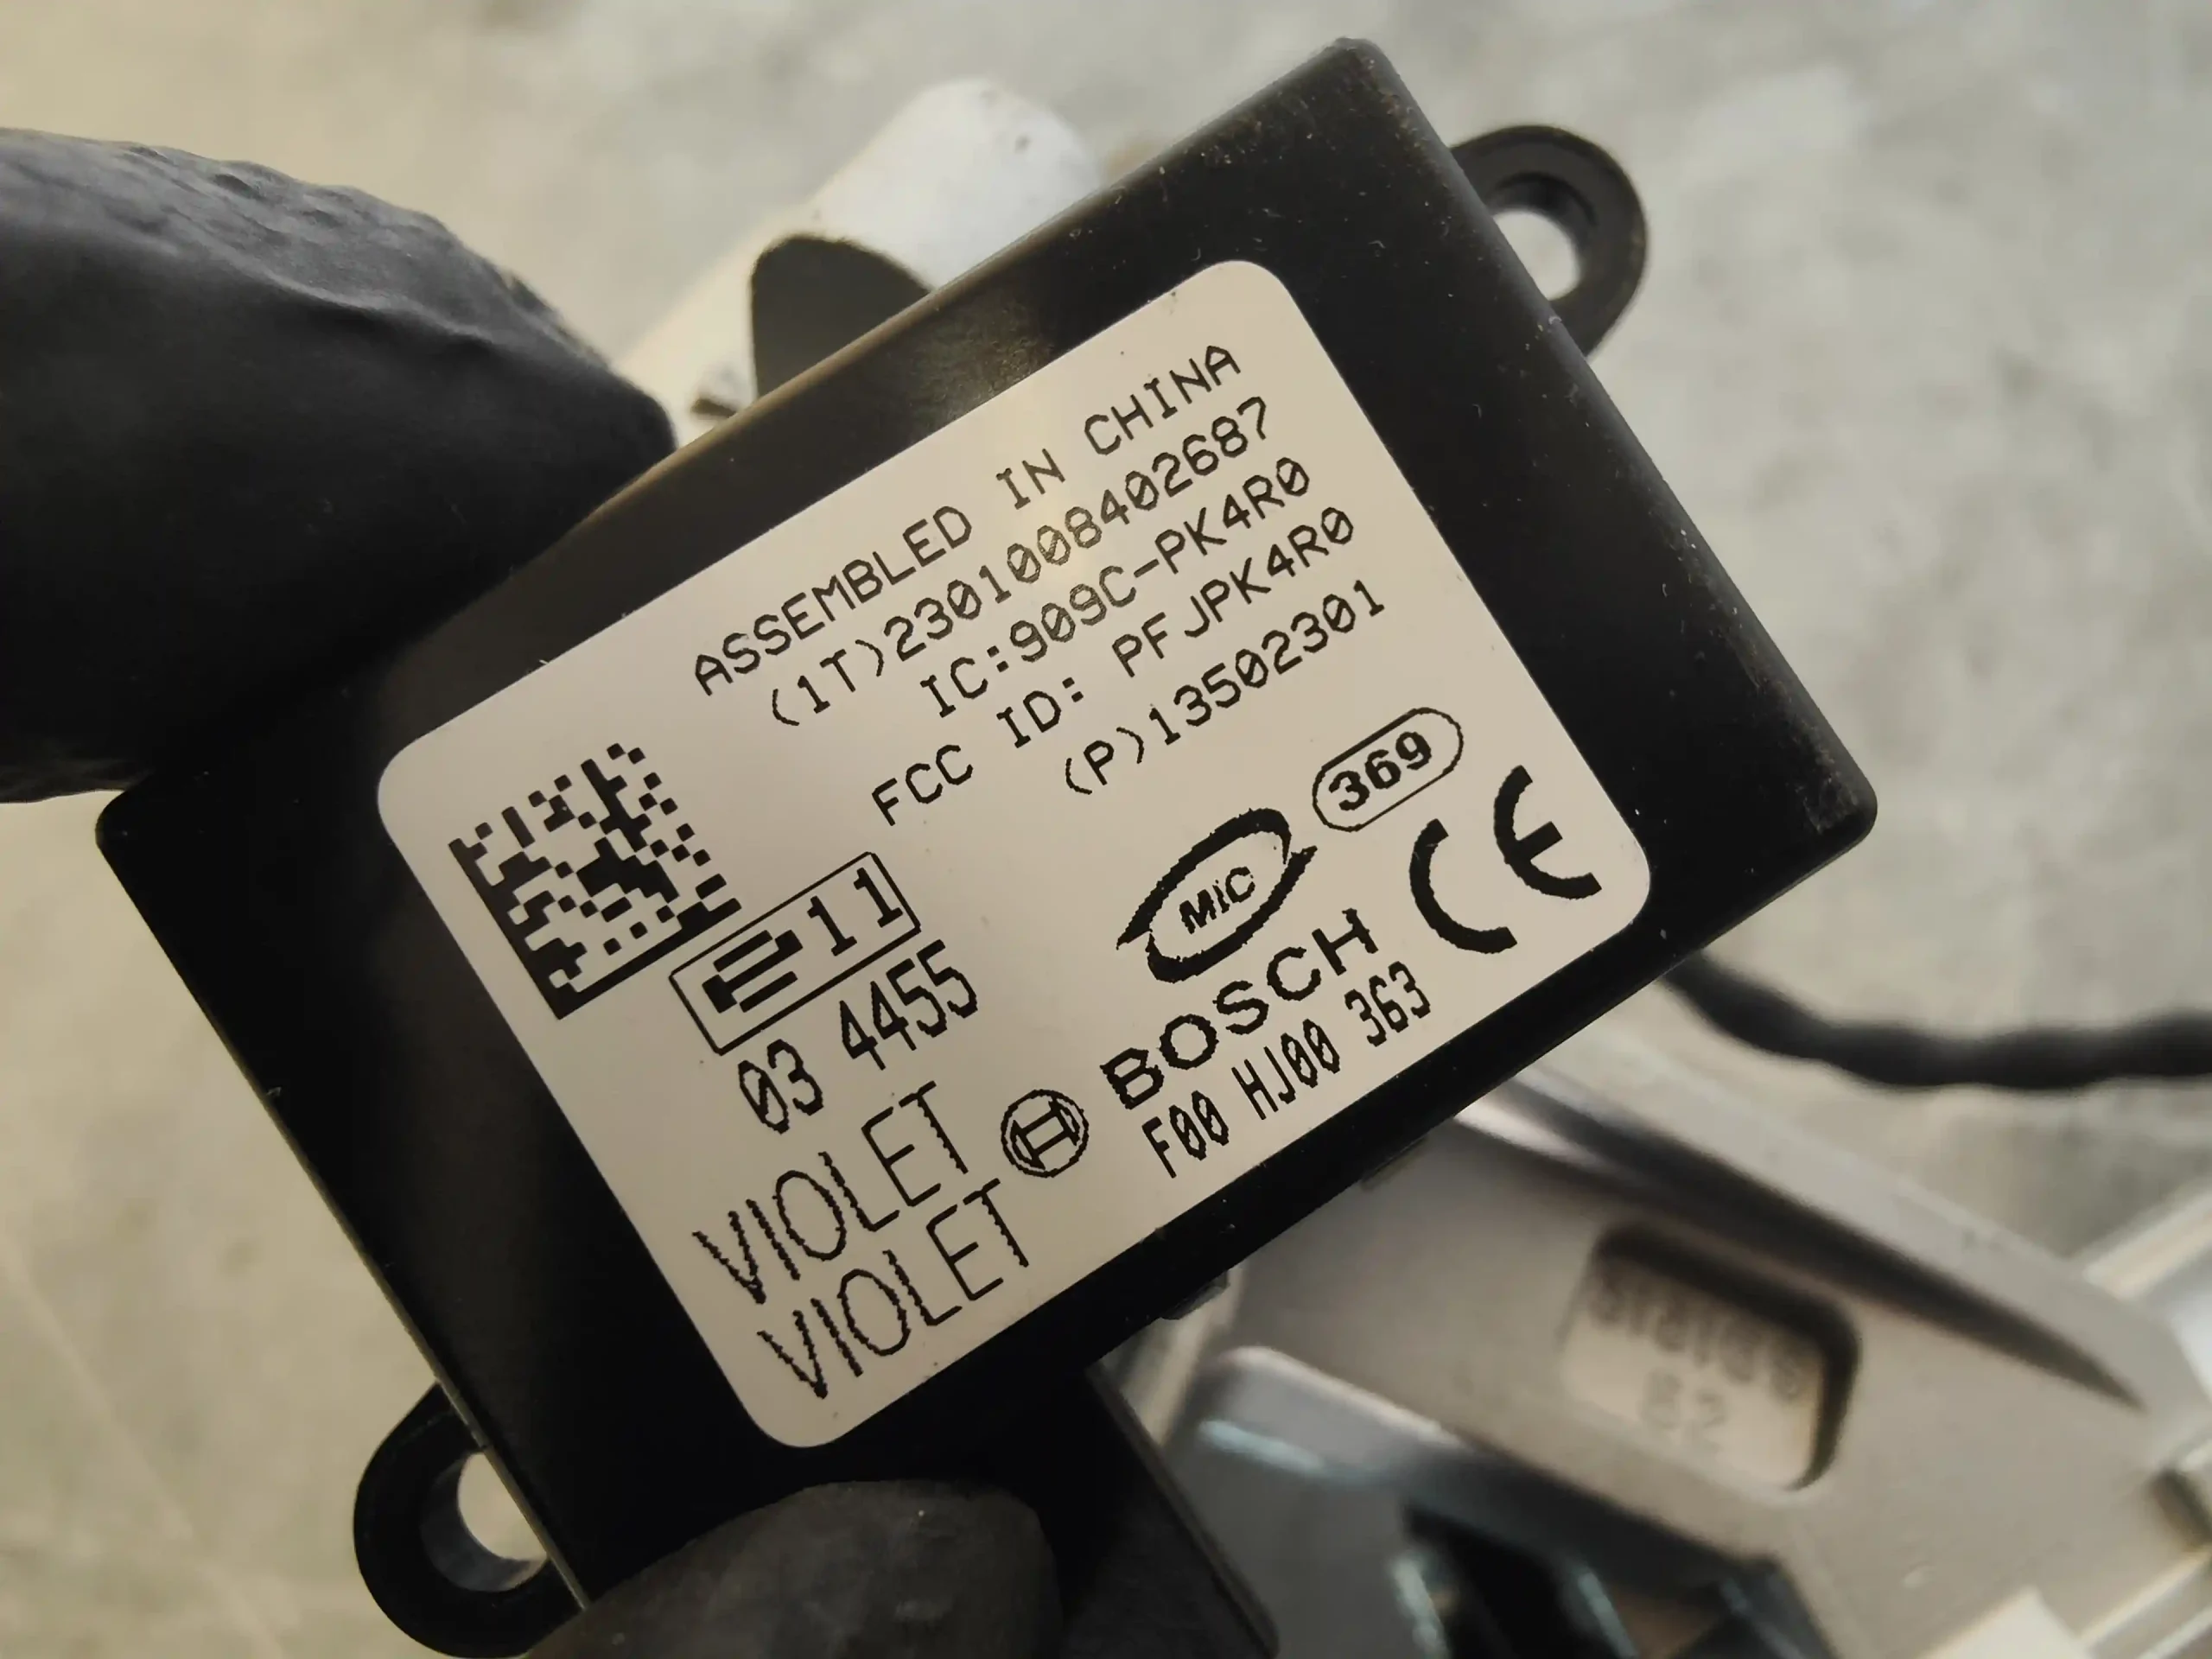 ASSEMBLED IN CHINA
(1T)2301008402687
IC:909C-PK4R0
FCC ID: PFJPK4R0
(P)13502301
369
MIC
CE
E11
03 4455
BOSCH
F00 HJ00 363
VIOLET
VIOLET